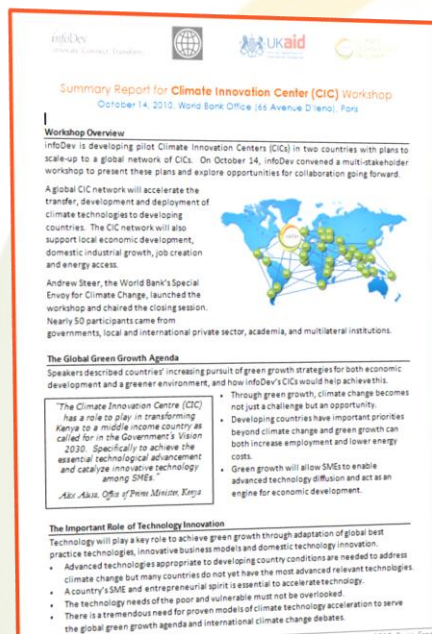 infoDev
UKaid
Summary Report for Climate Innovation Center (CIC) Workshop
October 14, 2010, World Bank Office (66 Avenue D'Iena), Paris
Workshop Overview
infoDev is developing pilot Climate Innovation Centers (CICs) in two countries with plans to
scale-up to a global network of CICs. On October 14, infoDev convened a multi-stakeholder
workshop to present these plans and explore opportunities for collaboration going forward.
A global CIC network will accelerate the
transfer, development and deployment of
climate technologies to developing
countries. The CIC network will also
support local economic development,
domestic industrial growth, job creation
and energy access.
Andrew Steer, the World Bank's Special
Envoy for Climate Change, launched the
workshop and chaired the closing session.
Nearly 50 participants came from
governments, local and international private sector, academia, and multilateral institutions.
The Global Green Growth Agenda
Speakers described countries' increasing pursuit of green growth strategies for both economic
development and a greener environment, and how infoDev's CICs would help achieve this.
"The Climate Innovation Centre (CIC)
has a role to play in transforming
Kenya to a middle income country as
called for in the Government's Vision
2030. Specifically to achieve the
essential technological advancement
and catalyze innovative technology
among SMEs."
Alex Alusa, Office of Prime Minister, Kenya
• Through green growth, climate change becomes
not just a challenge but an opportunity.
• Developing countries have important priorities
beyond climate change and green growth can
both increase employment and lower energy
costs.
• Green growth will allow SMEs to enable
advanced technology diffusion and act as an
engine for economic development.
The Important Role of Technology Innovation
Technology will play a key role to achieve green growth through adaptation of global best
practice technologies, innovative business models and domestic technology innovation.
• Advanced technologies appropriate to developing country conditions are needed to address
climate change but many countries do not yet have the most advanced relevant technologies.
• A country's SME and entrepreneurial spirit is essential to accelerate technology.
• The technology needs of the poor and vulnerable must not be overlooked.
• There is a tremendous need for proven models of climate technology acceleration to serve
the global green growth agenda and international climate change debates.